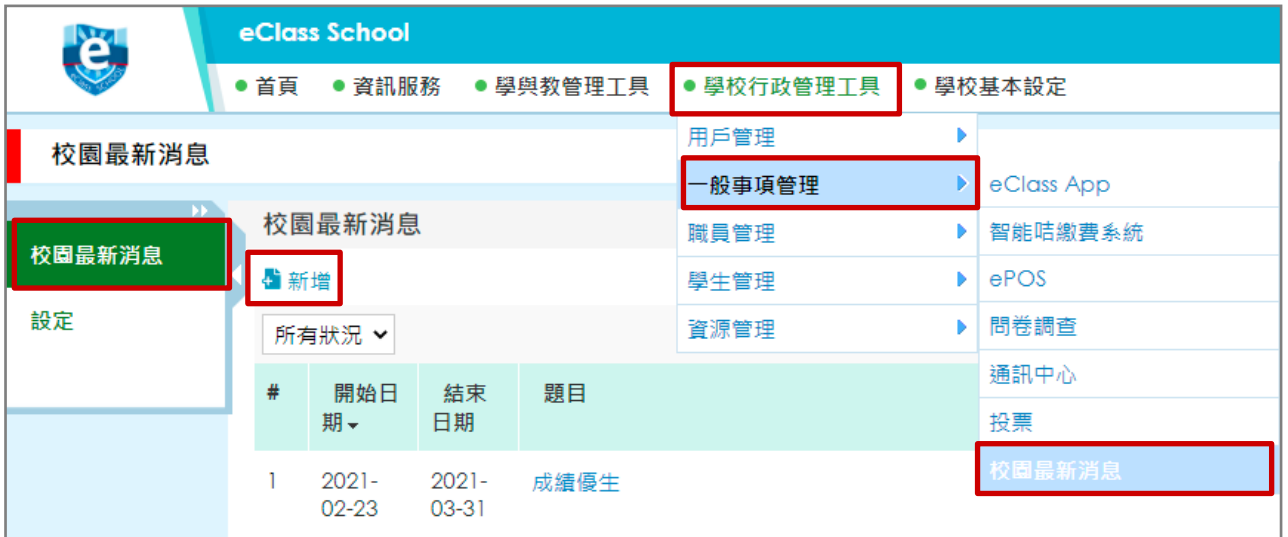 eClass School
首頁
資訊服務
學與教管理工具
學校行政管理工具
學校基本設定
校園最新消息
用戶管理
一般事項管理
職員管理
學生管理
資源管理
eClass App
智能咭繳費系統
ePOS
問卷調查
通訊中心
投票
校園最新消息
校園最新消息
設定
校園最新消息
新增
所有狀況
#
開始日
期
結束
日期
題目
1
2021-
02-23
2021-
03-31
成績優生